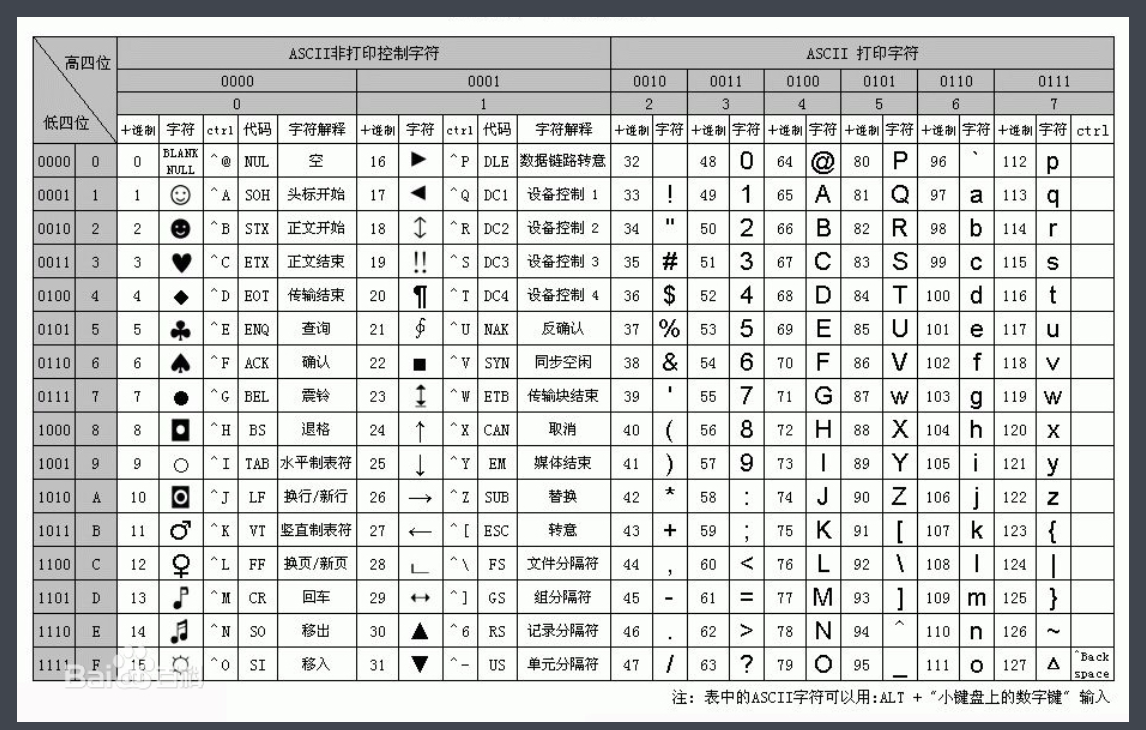 高四位 ASCII非打印控制字符 ASCII 打印字符
0000 0001 0010 0011 0100 0101 0110 0111
低四位 0 1 2 3 4 5 6 7
十进制 字符 ctrl 代码 字符解释 十进制 字符 ctrl 代码 字符解释 十进制 字符 十进制 字符 十进制 字符 十进制 字符 十进制 字符 十进制 字符 ctrl
0000 0 0 BLANK NULL ^@ NUL 空 16 ► ^P DLE 数据链路转意 32 48 0 64 @ 80 P 96 ` 112 p
0001 1 1 ☺ ^A SOH 头标开始 17 ◄ ^Q DC1 设备控制 1 33 ! 49 1 65 A 81 Q 97 a 113 q
0010 2 2 ☻ ^B STX 正文开始 18 ↕ ^R DC2 设备控制 2 34 " 50 2 66 B 82 R 98 b 114 r
0011 3 3 ♥ ^C ETX 正文结束 19 ‼ ^S DC3 设备控制 3 35 # 51 3 67 C 83 S 99 c 115 s
0100 4 4 ♦ ^D EOT 传输结束 20 ¶ ^T DC4 设备控制 4 36 $ 52 4 68 D 84 T 100 d 116 t
0101 5 5 ♣ ^E ENQ 查询 21 ∮ ^U NAK 反确认 37 % 53 5 69 E 85 U 101 e 117 u
0110 6 6 ♠ ^F ACK 确认 22 ■ ^V SYN 同步空闲 38 & 54 6 70 F 86 V 102 f 118 v
0111 7 7 ● ^G BEL 震铃 23 ↨ ^W ETB 传输块结束 39 ' 55 7 71 G 87 w 103 g 119 w
1000 8 8 ◘ ^H BS 退格 24 ↑ ^X CAN 取消 40 ( 56 8 72 H 88 X 104 h 120 x
1001 9 9 ○ ^I TAB 水平制表符 25 ↓ ^Y EM 媒体结束 41 ) 57 9 73 I 89 Y 105 i 121 y
1010 A 10 ◙ ^J LF 换行/新行 26 → ^Z SUB 替换 42 * 58 : 74 J 90 Z 106 j 122 z
1011 B 11 ♂ ^K VT 竖直制表符 27 ← ^[ ESC 转意 43 + 59 ; 75 K 91 [ 107 k 123 {
1100 C 12 ♀ ^L FF 换页/新页 28 ∟ ^\ FS 文件分隔符 44 , 60 < 76 L 92 \ 108 l 124 |
1101 D 13 ♪ ^M CR 回车 29 ↔ ^] GS 组分隔符 45 - 61 = 77 M 93 ] 109 m 125 }
1110 E 14 ♫ ^N SO 移出 30 ▲ ^6 RS 记录分隔符 46 . 62 > 78 N 94 ^ 110 n 126 ~
1111 F 15 ☼ ^O SI 移入 31 ▼ ^- US 单元分隔符 47 / 63 ? 79 O 95 _ 111 o 127 Δ ^Back space
Bai 百科
注: 表中的ASCII字符可以用:ALT + "小键盘上的数字键" 输入